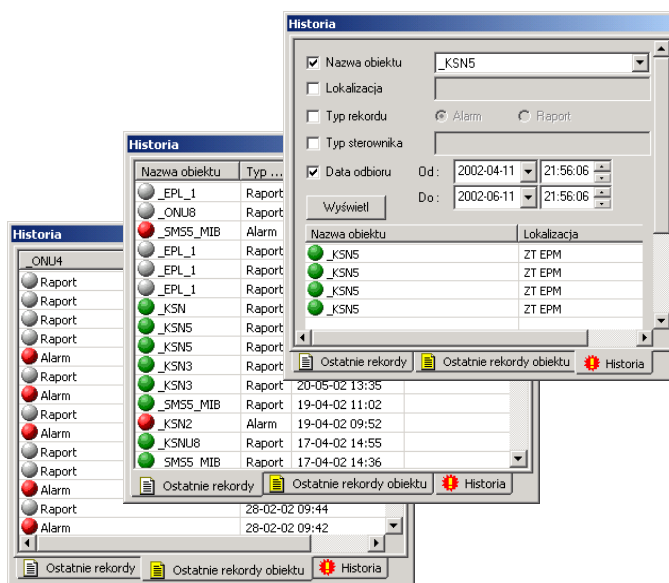 Historia
Nazwa obiektu _KSN5
Lokalizacja
Typ rekordu Alarm Raport
Typ sterownika
Data odbioru Od : 2002-04-11 21:56:06
Do : 2002-06-11 21:56:06
Wyświetl
Nazwa obiektu Lokalizacja
_KSN5 ZT EPM
_KSN5 ZT EPM
_KSN5 ZT EPM
_KSN5 ZT EPM
Ostatnie rekordy Ostatnie rekordy obiektu Historia
Historia
Nazwa obiektu Typ ...
_EPL_1 Raport
_ONU8 Raport
_SMS5_MIB Alarm
_EPL_1 Raport
_EPL_1 Raport
_EPL_1 Raport
_KSN Raport
_KSN5 Raport
_KSN5 Raport
_KSN3 Raport
_KSN3 Raport 20-05-02 13:35
_SMS5_MIB Raport 19-04-02 11:02
_KSN2 Alarm 19-04-02 09:52
_KSNU8 Raport 17-04-02 14:55
_SMS5_MIB Raport 17-04-02 14:36
Ostatnie rekordy Ostatnie rekordy obiektu Historia
Historia
_ONU4
Raport
Raport
Raport
Raport
Alarm
Raport
Alarm
Raport
Alarm
Raport
Raport
Alarm
Raport 28-02-02 09:44
Alarm 28-02-02 09:42
Ostatnie rekordy Ostatnie rekordy obiektu Historia